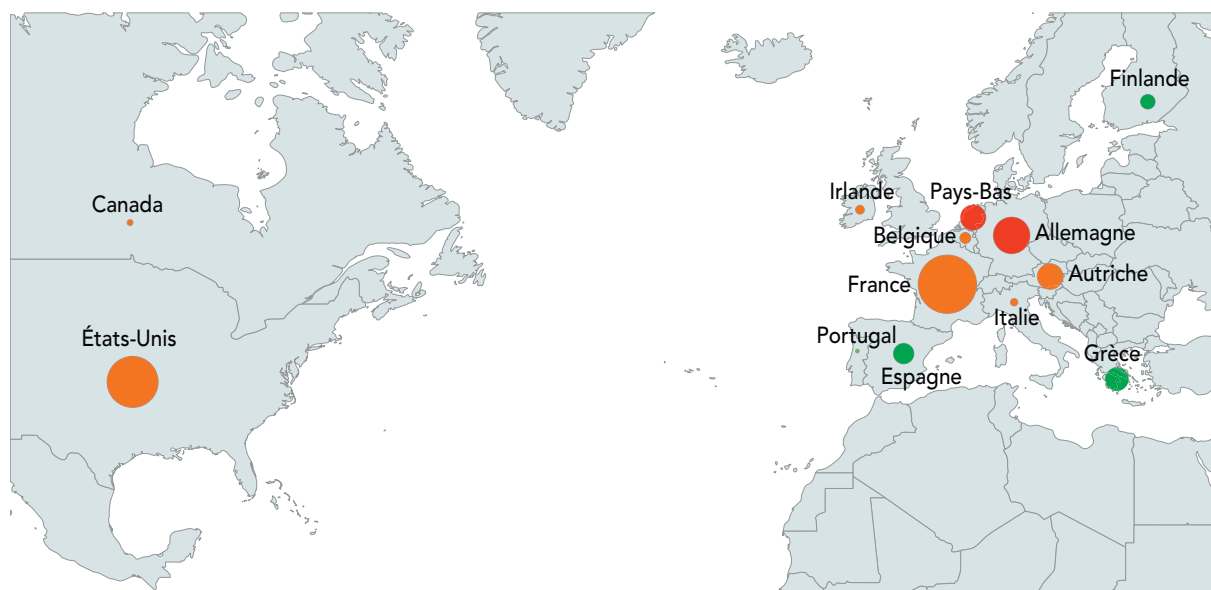 Finlande
Irlande
Pays-Bas
Canada
Belgique
Allemagne
Autriche
France
Italie
Portugal
États-Unis
Grèce
Espagne